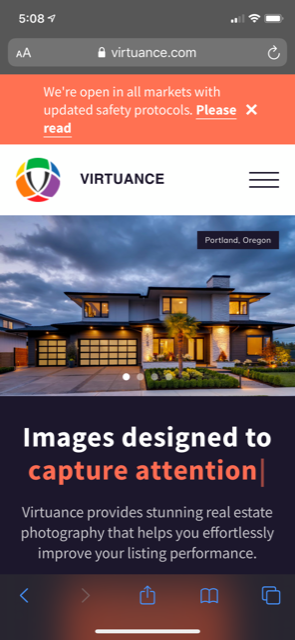 5:08
AA virtuance.com
We're open in all markets with
updated safety protocols. Please
read
VIRTUANCE
Portland, Oregon
Images designed to
capture attention
Virtuance provides stunning real estate
photography that helps you effortlessly
improve your listing performance.